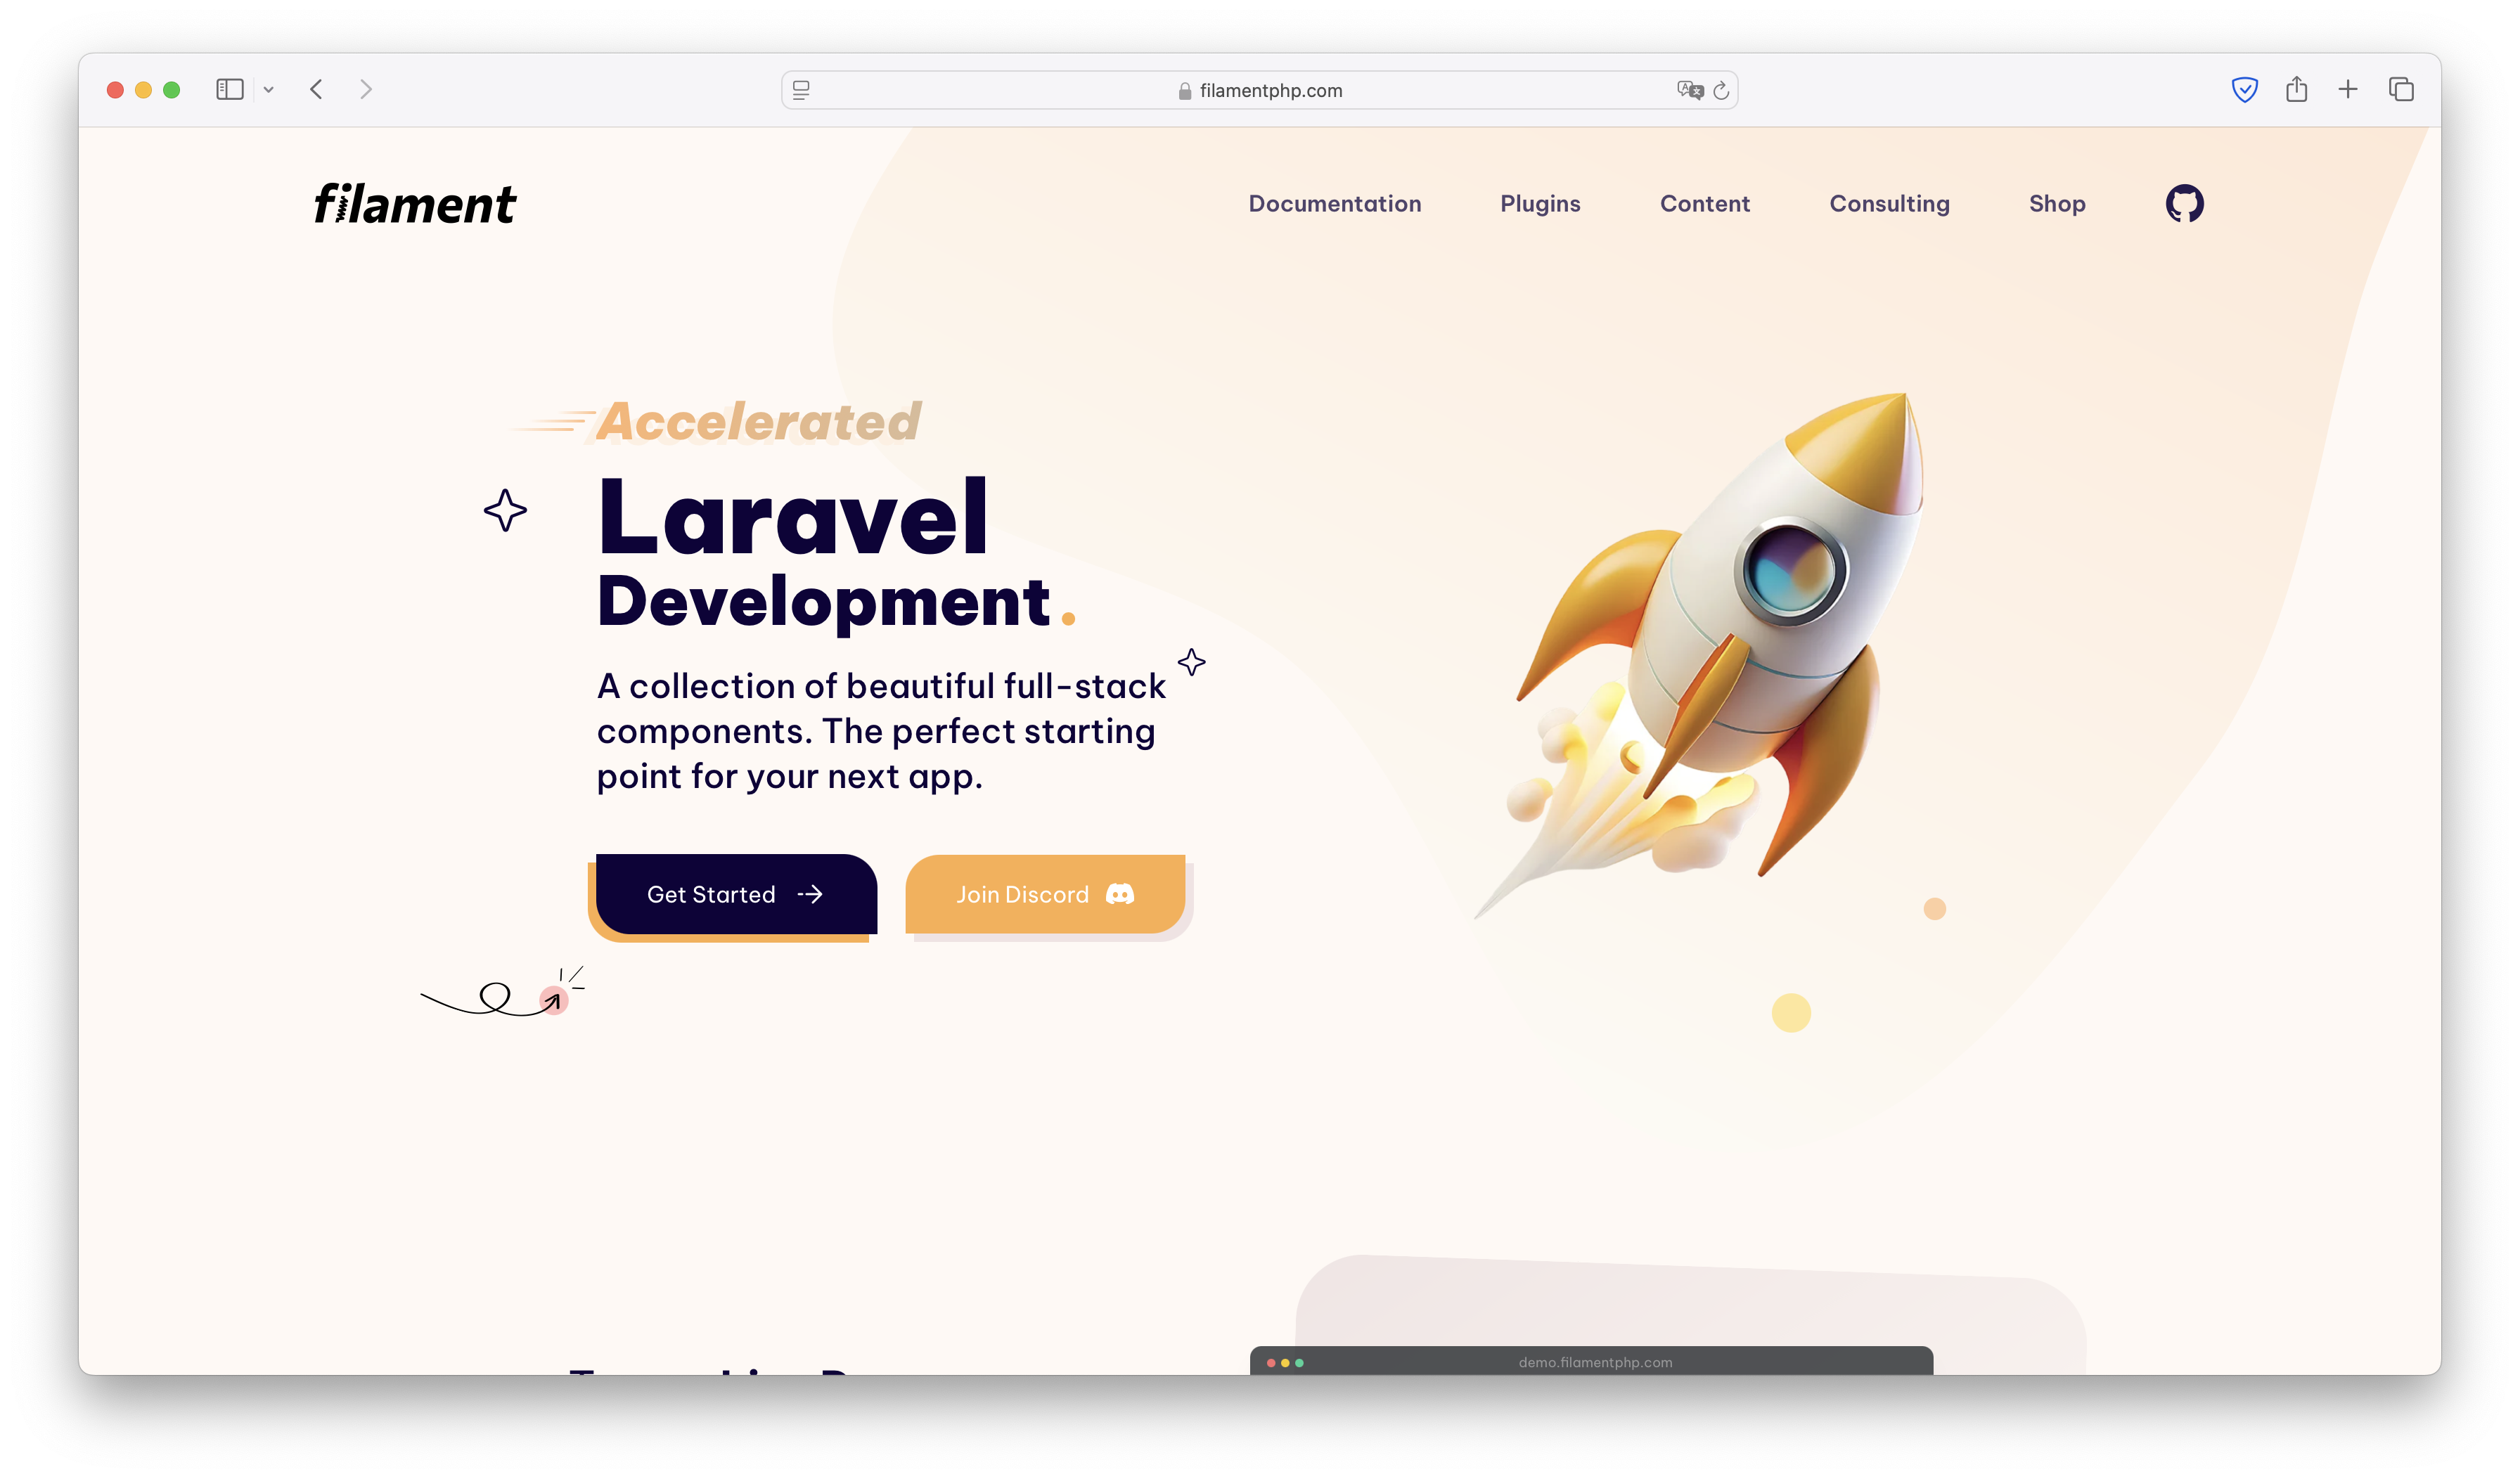 filamentphp.com
filament
Documentation Plugins Content Consulting Shop
Accelerated
Laravel
Development.
A collection of beautiful full-stack
components. The perfect starting
point for your next app.
Get Started
Join Discord
demo.filamentphp.com